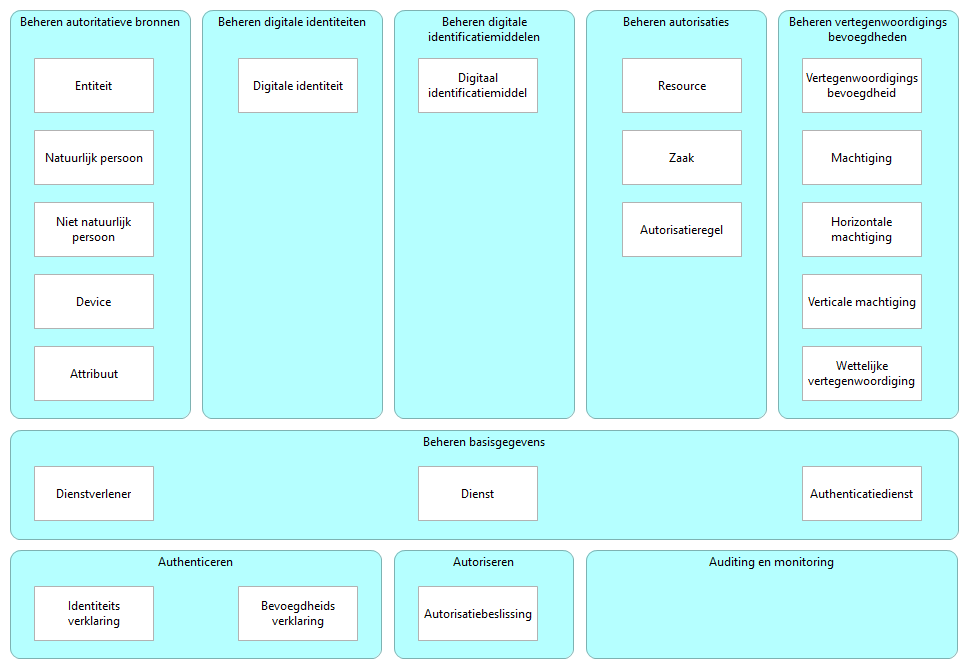 Beheren autoritatieve bronnen
Entiteit
Natuurlijk persoon
Niet natuurlijk
persoon
Device
Attribuut
Beheren digitale identiteiten
Digitale identiteit
Beheren digitale
identificatiemiddelen
Digitaal
identificatiemiddel
Beheren autorisaties
Resource
Zaak
Autorisatieregel
Beheren vertegenwoordigings
bevoegdheden
Vertegenwoordigings
bevoegdheid
Machtiging
Horizontale
machtiging
Verticale machtiging
Wettelijke
vertegenwoordiging
Beheren basisgegevens
Dienstverlener
Dienst
Authenticatiedienst
Authenticeren
Identiteits
verklaring
Bevoegdheids
verklaring
Autoriseren
Autorisatiebeslissing
Auditing en monitoring